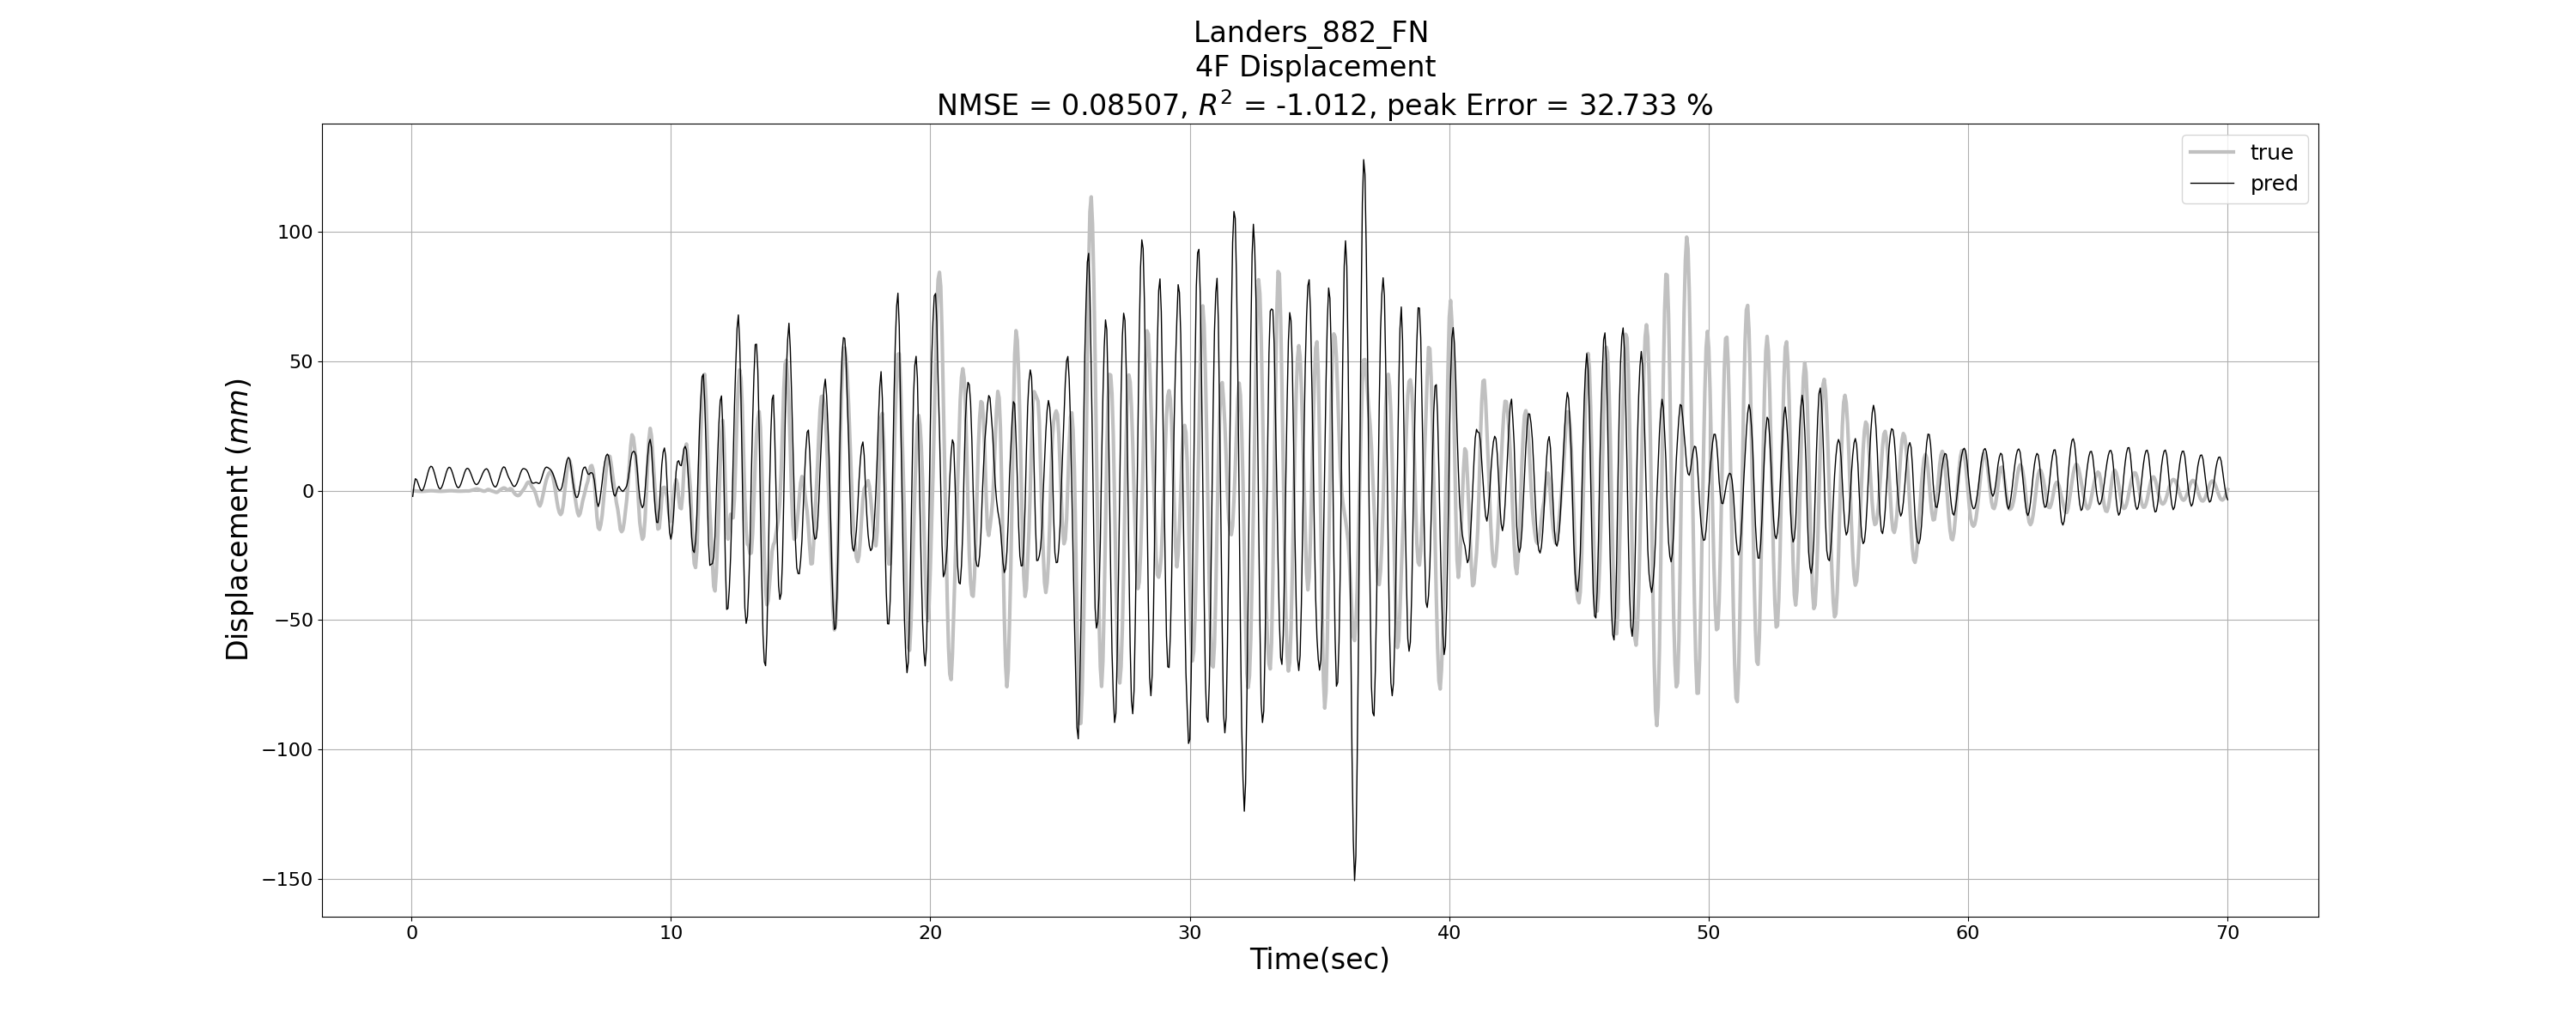 Landers_882_FN
4F Displacement
NMSE = 0.08507, R² = -1.012, peak Error = 32.733 %
true
pred
Displacement (mm)
100
50
0
−50
−100
−150
0 10 20 30 40 50 60 70
Time(sec)